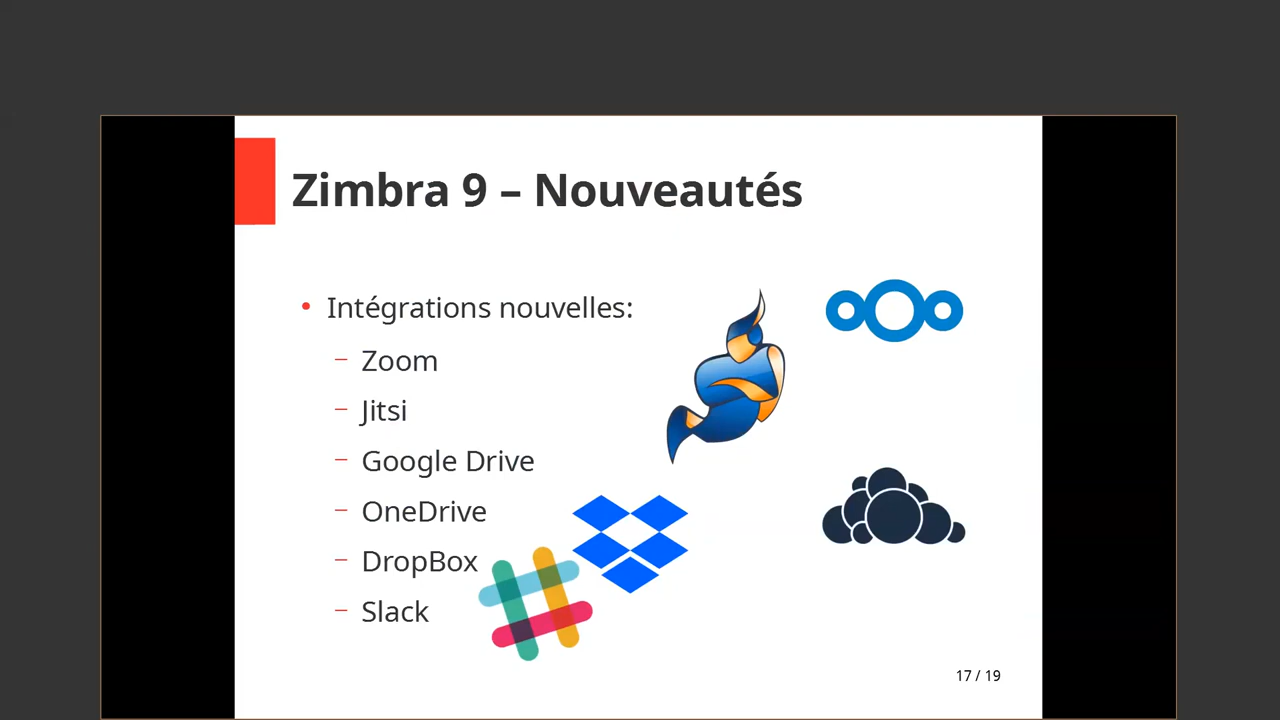 Zimbra 9 – Nouveautés
• Intégrations nouvelles:
– Zoom
– Jitsi
– Google Drive
– OneDrive
– DropBox
– Slack
17 / 19